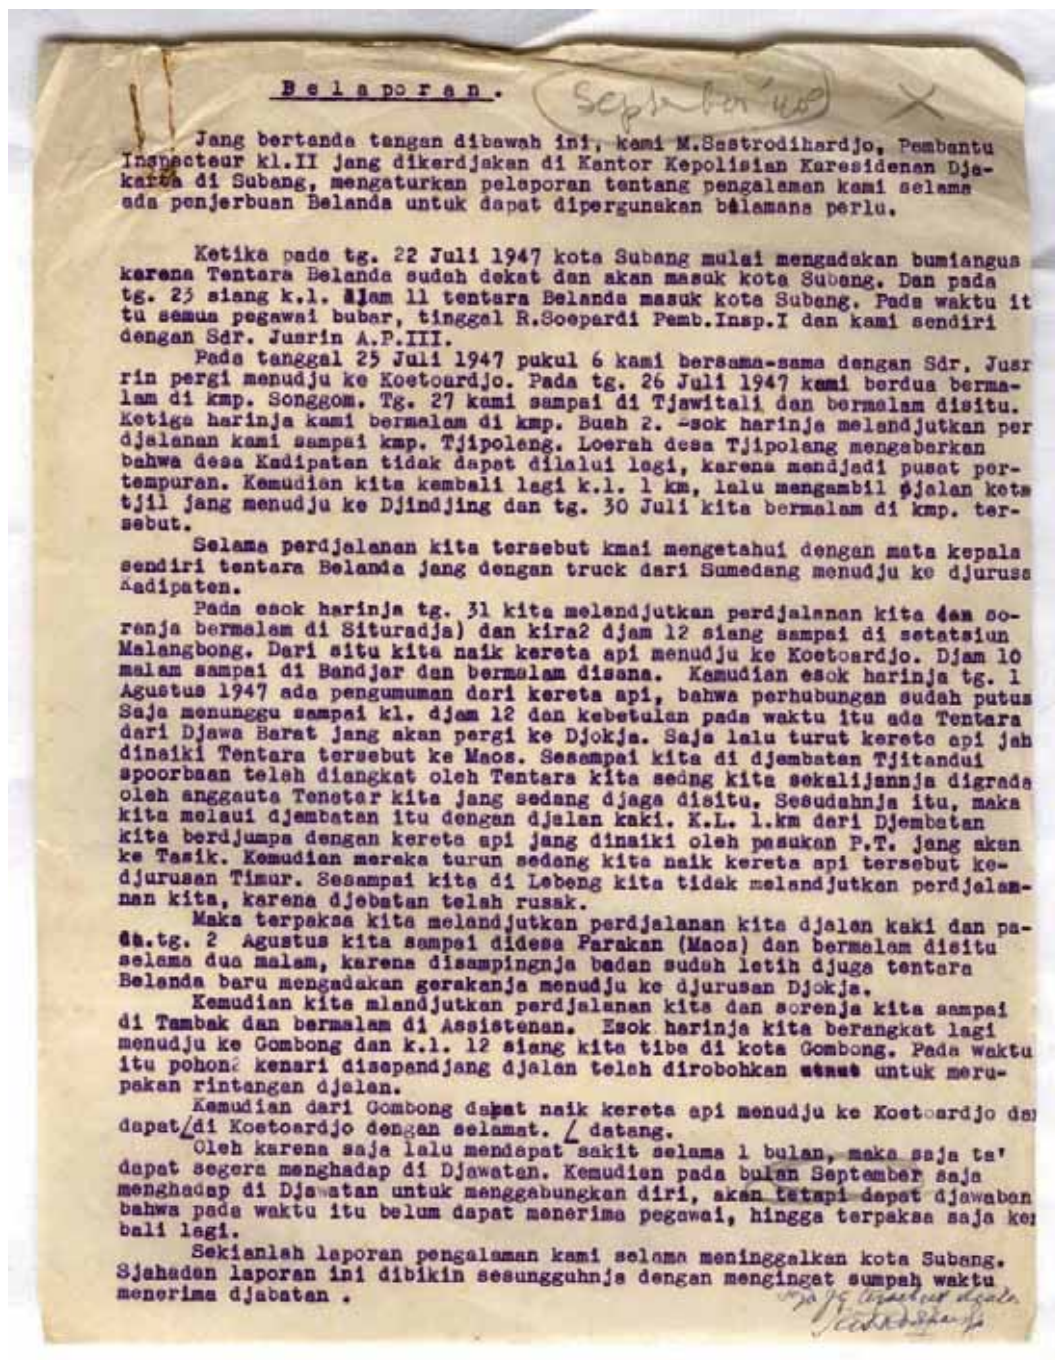 Belaporan.
September
Jang bertanda tangan dibawah ini, kami M.Sastrodihardjo, Pembantu
Inspecteur kl.II jang dikerdjakan di Kantor Kepolisian Karesidenan Dja-
karta di Subang, mengaturkan pelaporan tentang pengalaman kami selama
ada penjerbuan Belanda untuk dapat dipergunakan bilamana perlu.
Ketika pada tg. 22 Juli 1947 kota Subang mulai mengadakan bumiangus
karena Tentara Belanda sudah dekat dan akan masuk kota Subang. Dan pada
tg. 23 siang k.l. djam 11 tentara Belanda masuk kota Subang. Pada waktu it
tu semua pegawai bubar, tinggal R.Soepardi Pemb.Insp.I dan kami sendiri
dengan Sdr. Jusrin A.P.III.
Pada tanggal 25 Juli 1947 pukul 6 kami bersama-sama dengan Sdr. Jusr
rin pergi menudju ke Koetoardjo. Pada tg. 26 Juli 1947 kami berdua berma-
lam di kmp. Songgom. Tg. 27 kami sampai di Tjawitali dan bermalam disitu.
Ketiga harinja kami bermalam di kmp. Buah 2. Esok harinja melandjutkan per
djalanan kami sampai kmp. Tjipolang. Loerah desa Tjipolang mengabarkan
bahwa desa Kadipaten tidak dapat dilalui lagi, karena mendjadi pusat per-
tempuran. Kemudian kita kembali lagi k.l. 1 km, lalu mengambil djalan ketm
tjil jang menudju ke Djindjing dan tg. 30 Juli kita bermalam di kmp. ter-
sebut.
Selama perdjalanan kita tersebut kmai mengetahui dengan mata kepala
sendiri tentara Belanda jang dengan truck dari Sumedang menudju ke djurusa
Kadipaten.
Pada esok harinja tg. 31 kita melandjutkan perdjalanan kita dan so-
renja bermalam di Situradja) dan kira2 djam 12 siang sampai di setatsiun
Malangbong. Dari situ kita naik kereta api menudju ke Koetoardjo. Djam 10
malam sampai di Bandjar dan bermalam disana. Kemudian esok harinja tg. 1
Agustus 1947 ada pengumuman dari kereta api, bahwa perhubungan sudah putus
Saja menunggu sampai kl. djam 12 dan kebetulan pada waktu itu ada Tentara
dari Djawa Barat jang akan pergi ke Djokja. Saja lalu turut kereta api jah
dinaiki Tentara tersebut ke Maos. Sesampai kita di djembatan Tjitandui
spoorbaan telah diangkat oleh Tentara kita sedng kita sekalijannja digrada
oleh anggauta Tenetar kita jang sedang djaga disitu. Sesudahnja itu, maka
kita melaui djembatan itu dengan djalan kaki. K.L. 1.km dari Djembatan
kita berdjumpa dengan kereta api jang dinaiki oleh pasukan P.T. jang akan
ke Tasik. Kemudian mereka turun sedang kita naik kereta api tersebut ke-
djurusan Timur. Sesampai kita di Lebeng kita tidak melandjutkan perdjalam-
nan kita, karena djebatan telah rusak.
Maka terpaksa kita melandjutkan perdjalanan kita djalan kaki dan pa-
da.tg. 2 Agustus kita sampai didesa Parakan (Maos) dan bermalam disitu
selama dua malam, karena disampingnja badan sudah letih djuga tentara
Belanda baru mengadakan gerakanja menudju ke djurusan Djokja.
Kemudian kita mlandjutkan perdjalanan kita dan sorenja kita sampai
di Tambak dan bermalam di Assistenan. Esok harinja kita berangkat lagi
menudju ke Gombong dan k.l. 12 siang kita tiba di kota Gombong. Pada waktu
itu pohon2 kenari disepandjang djalan telah dirobohkan untuk meru-
pakan rintangan djalan.
Kemudian dari Gombong dapat naik kereta api menudju ke Koetoardjo dan
dapat/di Koetoardjo dengan selamat. / datang.
Oleh karena saja lalu mendapat sakit selama 1 bulan, maka saja ta'
dapat segera menghadap di Djawatan. Kemudian pada bulan September saja
menghadap di Djawatan untuk menggabungkan diri, akan tetapi dapat djawaban
bahwa pada waktu itu belum dapat menerima pegawai, hingga terpaksa saja kem
bali lagi.
Sekianlah laporan pengalaman kami selama meninggalkan kota Subang.
Sjahadan laporan ini dibikin sesungguhnja dengan mengingat sumpah waktu
menerima djabatan .